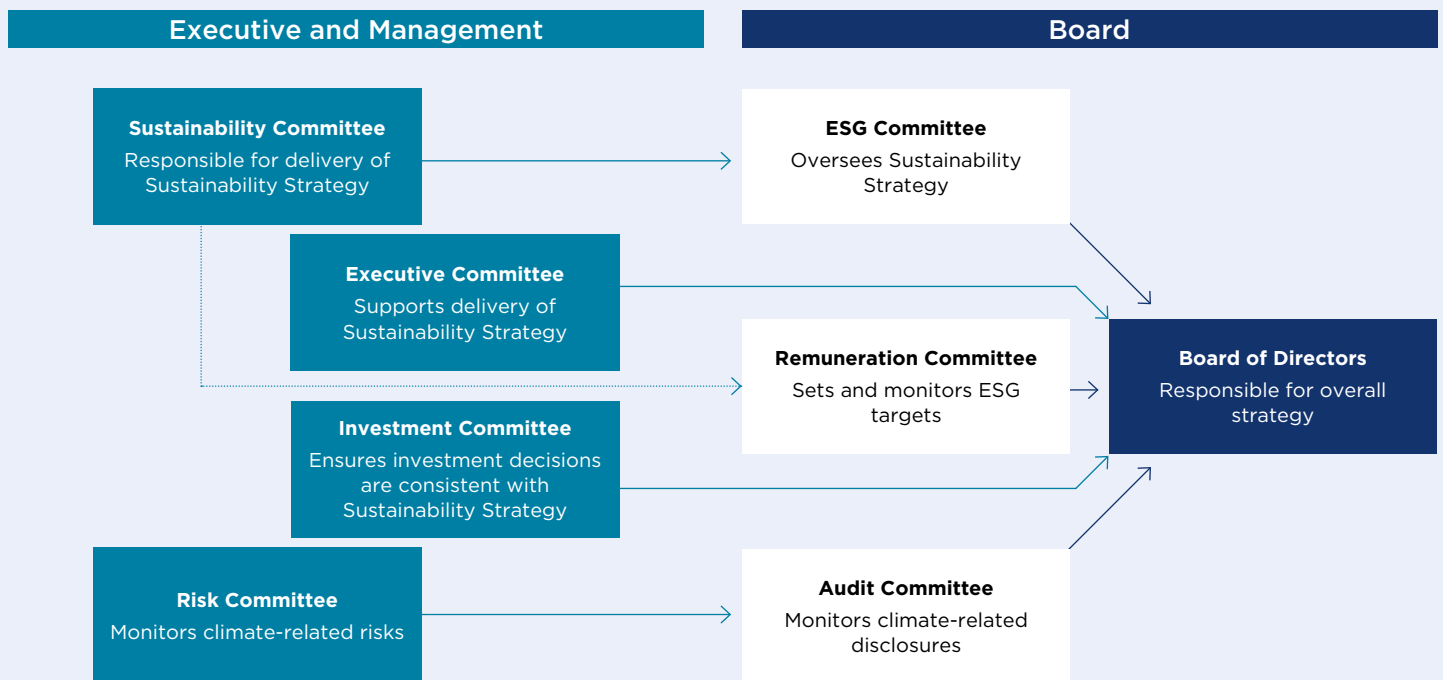 Executive and Management
Board
Sustainability Committee
Responsible for delivery of
Sustainability Strategy
ESG Committee
Oversees Sustainability
Strategy
Executive Committee
Supports delivery of
Sustainability Strategy
Remuneration Committee
Sets and monitors ESG
targets
Board of Directors
Responsible for overall
strategy
Investment Committee
Ensures investment decisions
are consistent with
Sustainability Strategy
Risk Committee
Monitors climate-related risks
Audit Committee
Monitors climate-related
disclosures